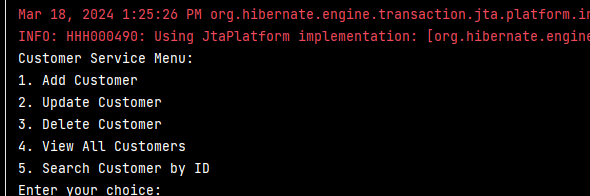 Mar 18, 2024 1:25:26 PM org.hibernate.engine.transaction.jta.platform.in
INFO: HHH000490: Using JtaPlatform implementation: [org.hibernate.engine
Customer Service Menu:
1. Add Customer
2. Update Customer
3. Delete Customer
4. View All Customers
5. Search Customer by ID
Enter your choice: